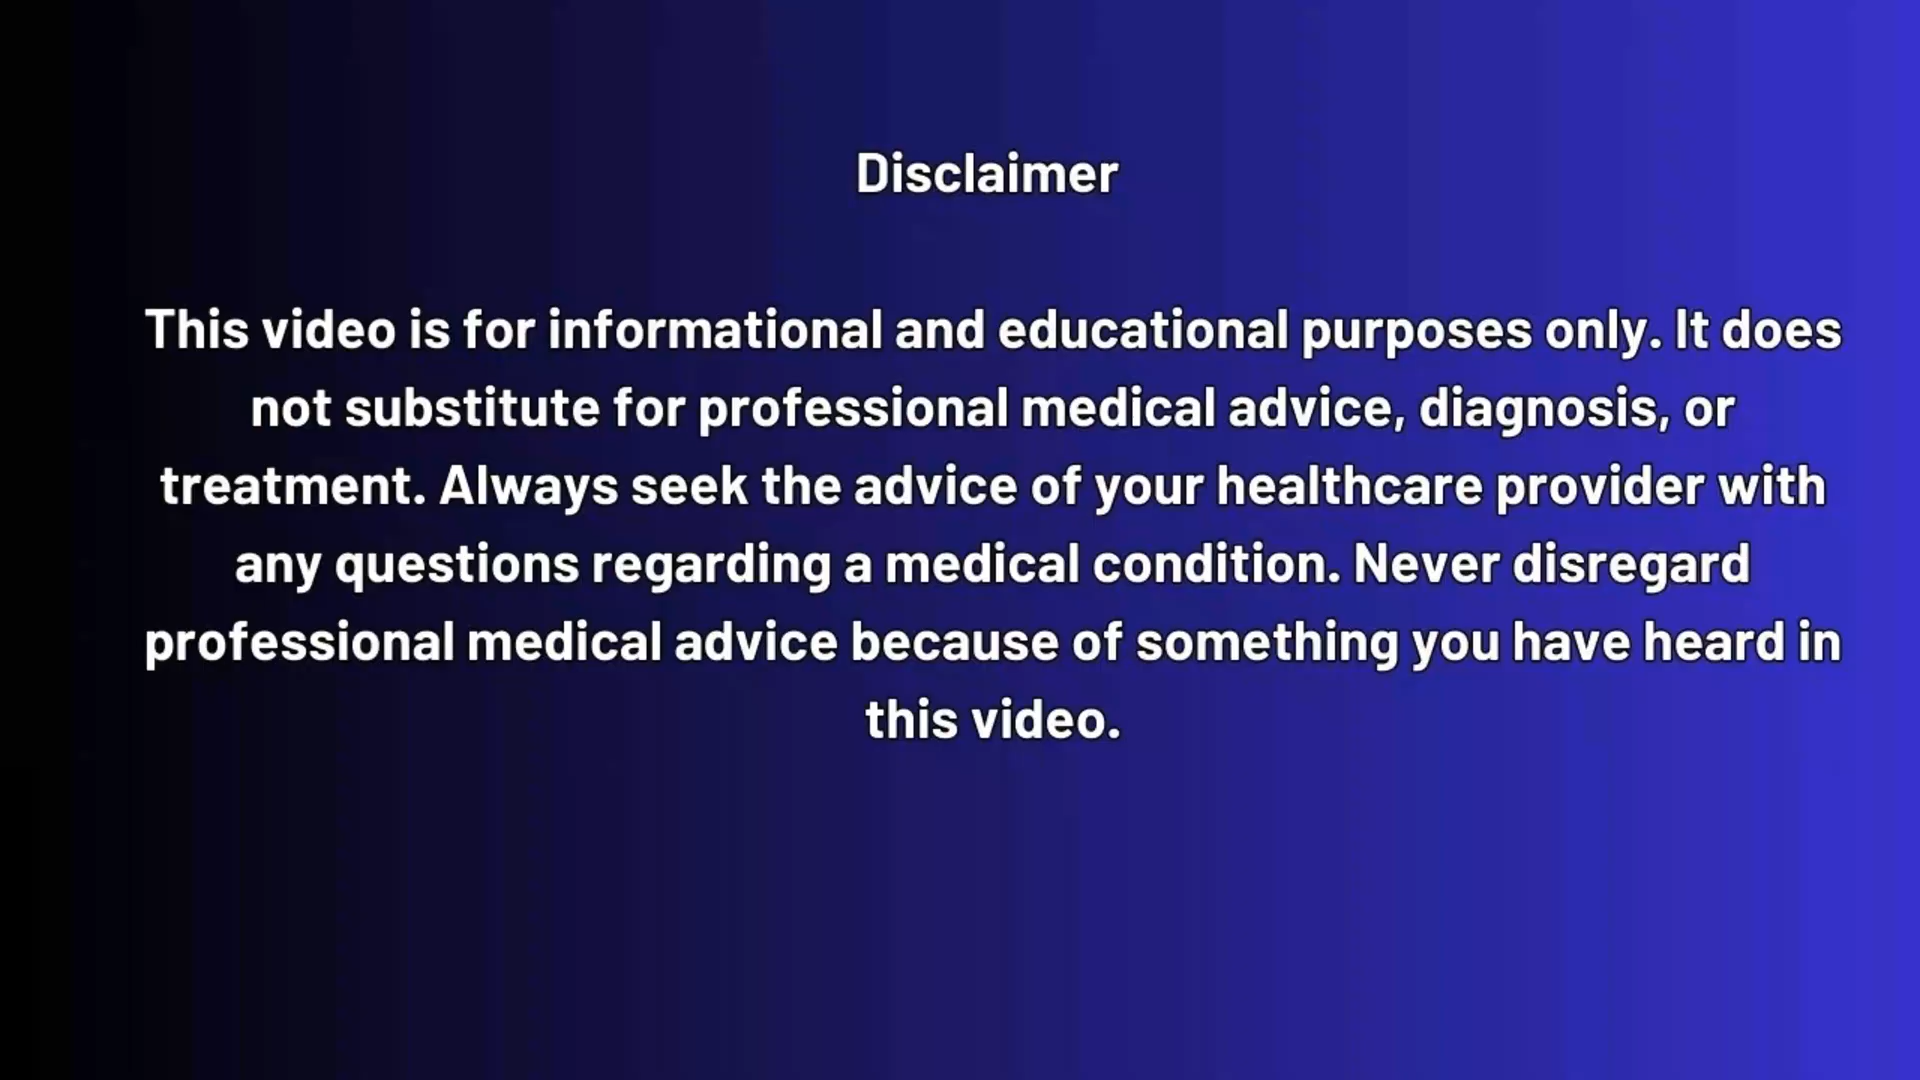 Disclaimer
This video is for informational and educational purposes only. It does
not substitute for professional medical advice, diagnosis, or
treatment. Always seek the advice of your healthcare provider with
any questions regarding a medical condition. Never disregard
professional medical advice because of something you have heard in
this video.